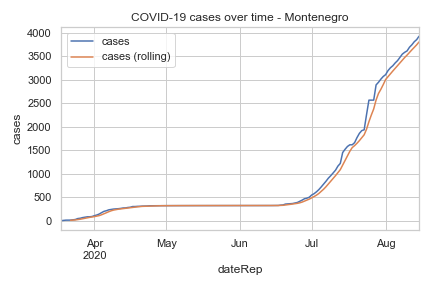 COVID-19 cases over time - Montenegro
cases
cases (rolling)
4000
3500
3000
2500
2000
1500
1000
500
0
cases
Apr
2020
May
Jun
Jul
Aug
dateRep